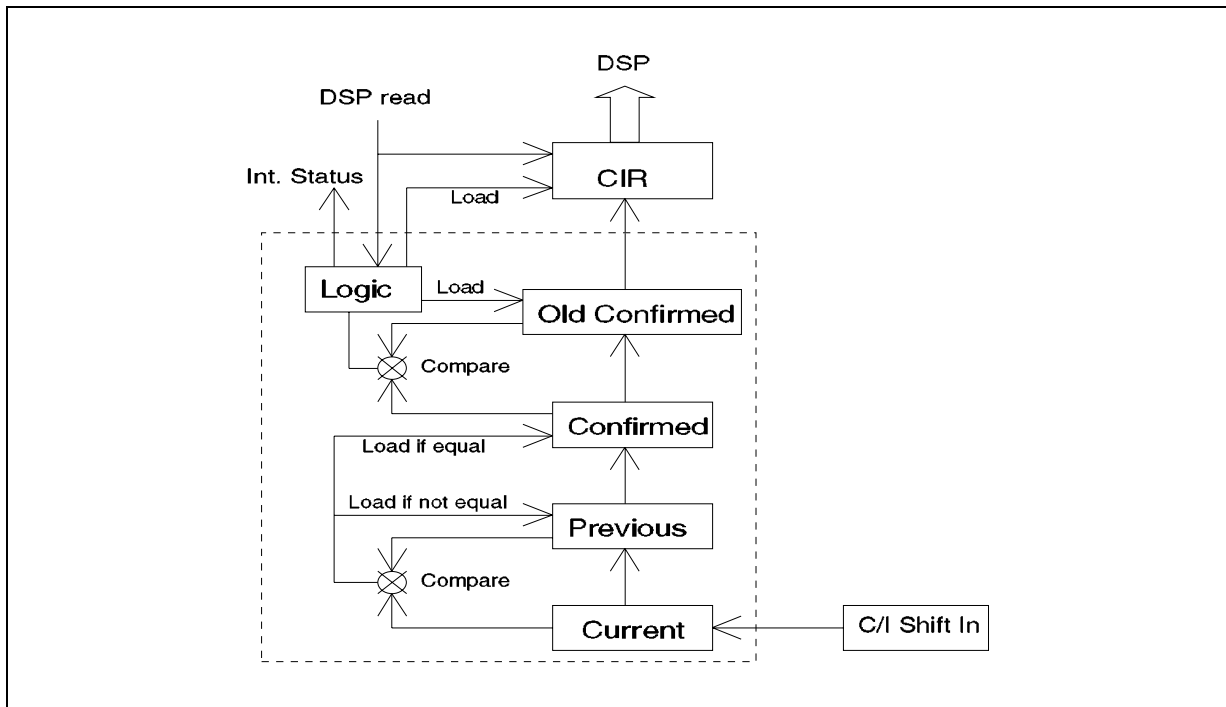 DSP
DSP read
Int. Status
CIR
Load
Logic
Load
Old Confirmed
Compare
Confirmed
Load if equal
Load if not equal
Previous
Compare
Current
C/I Shift In